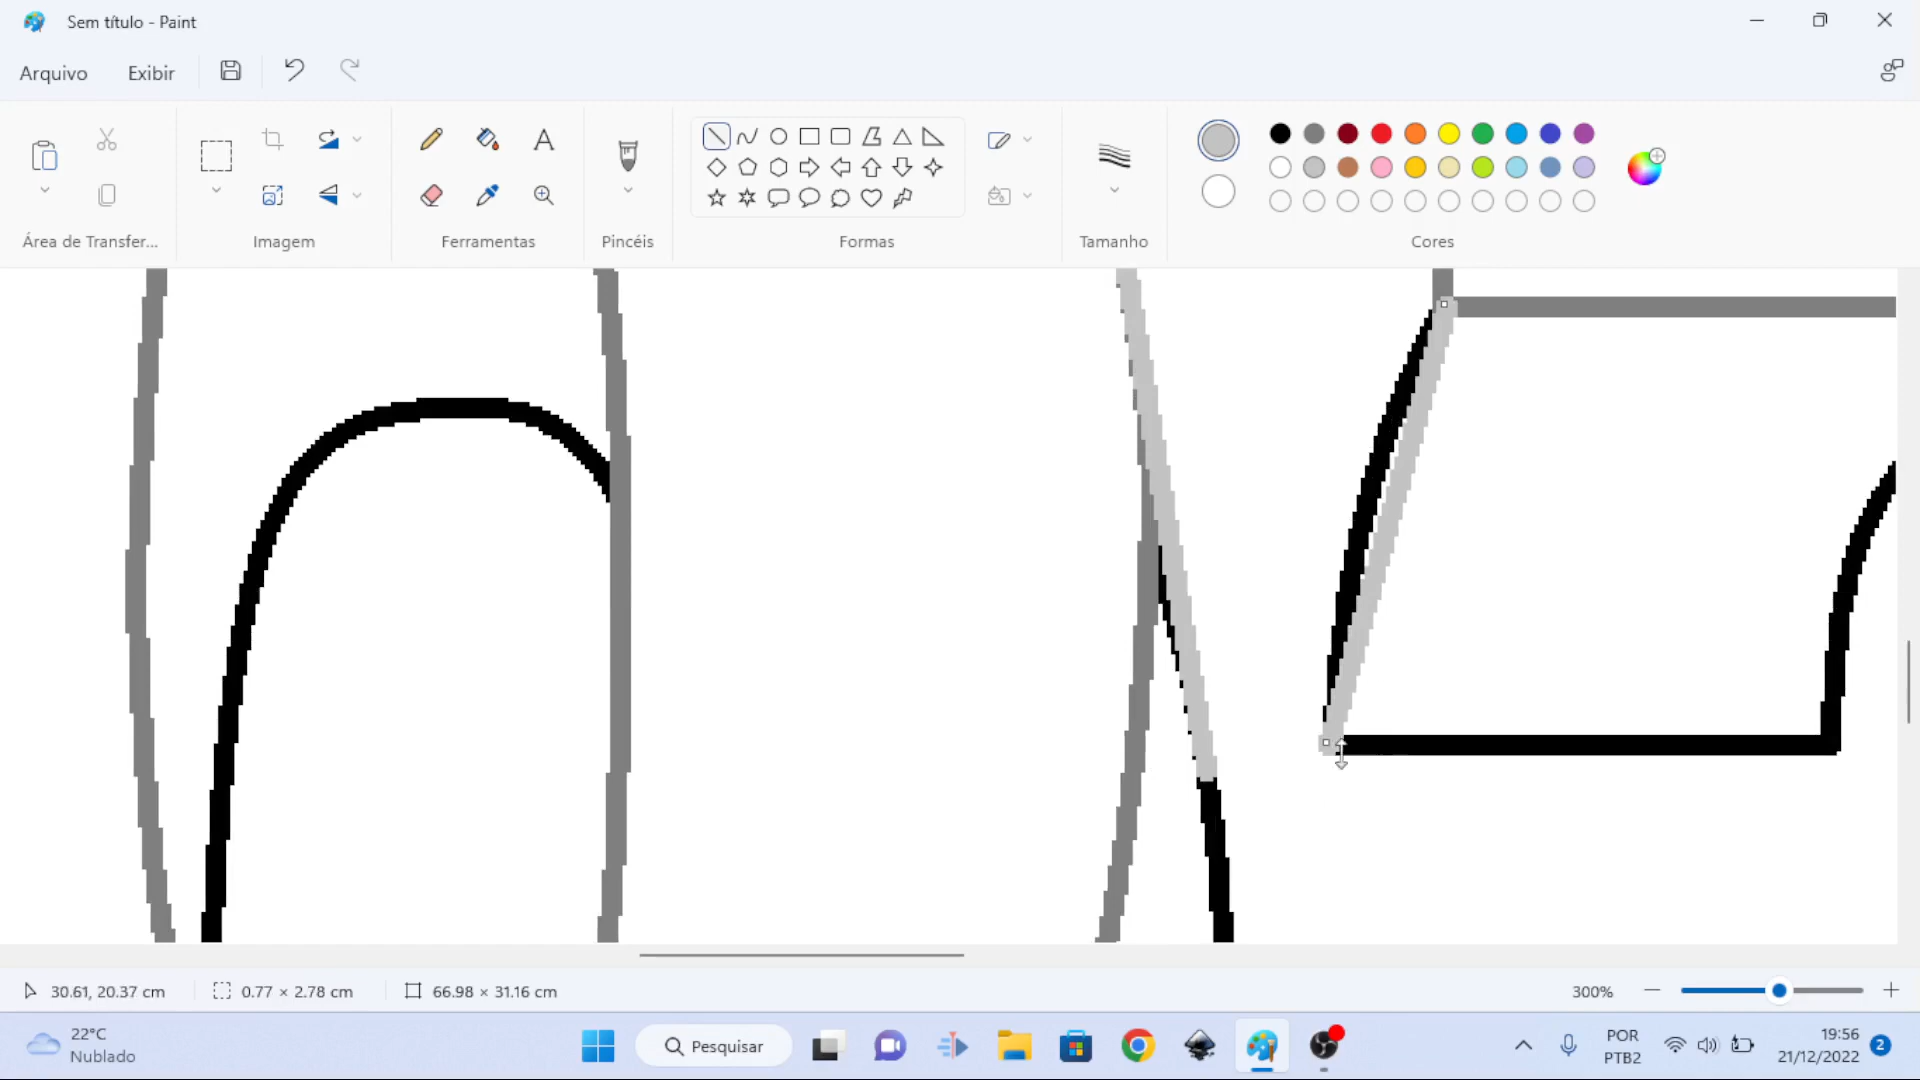 Sem título - Paint
Arquivo Exibir
Área de Transfer... Imagem Ferramentas Pincéis Formas Tamanho Cores
30.61, 20.37 cm 0.77 × 2.78 cm 66.98 × 31.16 cm 300%
22°C
Nublado
Pesquisar
POR
PTB2
19:56
21/12/2022
2